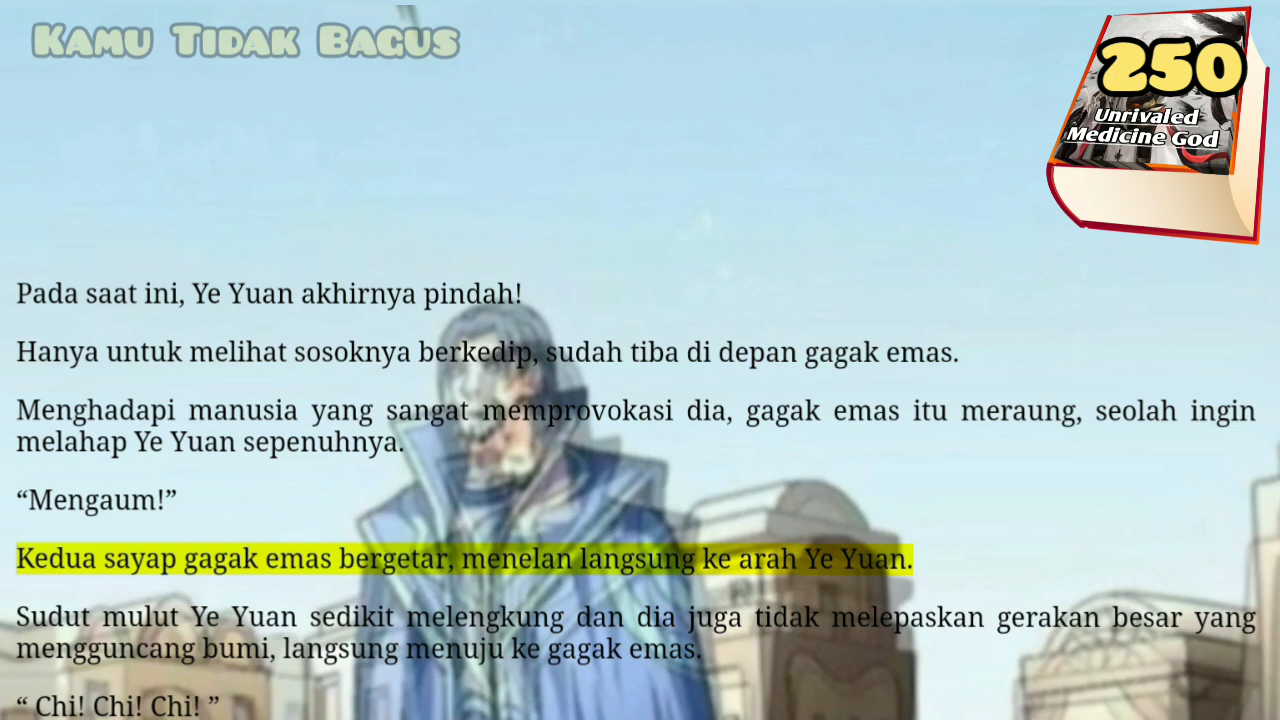 Kamu Tidak Bagus
250
Unrivaled
Medicine God
Pada saat ini, Ye Yuan akhirnya pindah!
Hanya untuk melihat sosoknya berkedip, sudah tiba di depan gagak emas.
Menghadapi manusia yang sangat memprovokasi dia, gagak emas itu meraung, seolah ingin
melahap Ye Yuan sepenuhnya.
“Mengaum!”
Kedua sayap gagak emas bergetar, menelan langsung ke arah Ye Yuan.
Sudut mulut Ye Yuan sedikit melengkung dan dia juga tidak melepaskan gerakan besar yang
mengguncang bumi, langsung menuju ke gagak emas.
“ Chi! Chi! Chi! ”